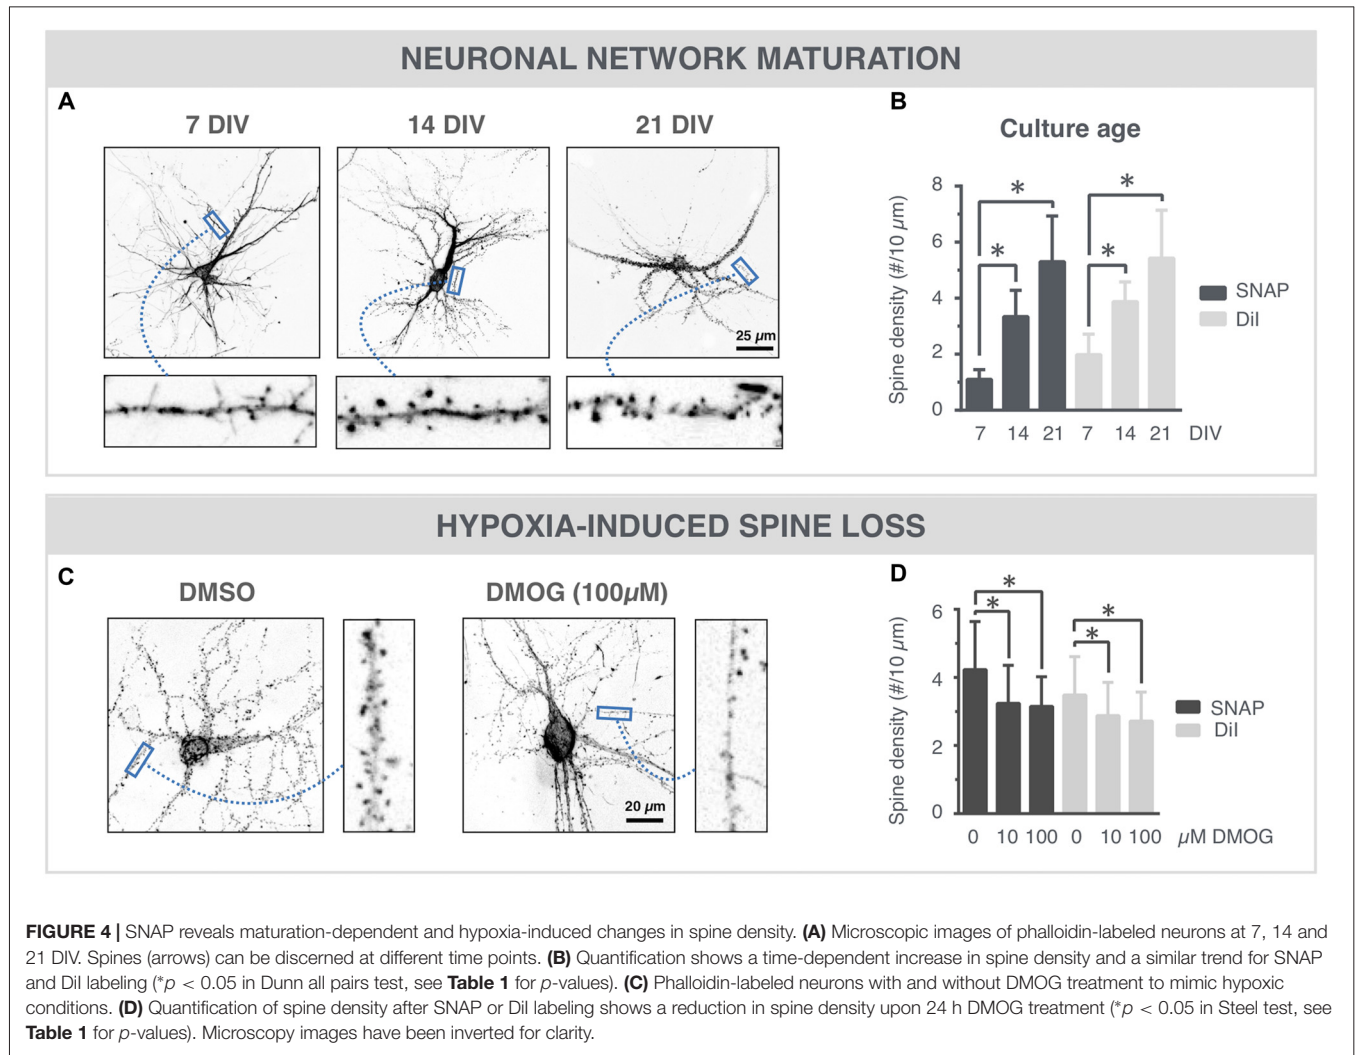 NEURONAL NETWORK MATURATION
A
7 DIV
14 DIV
21 DIV
25 µm
B
Culture age
Spine density (#/10 µm)
8
6
4
2
0
*
*
*
*
7 14 21 7 14 21 DIV
SNAP
DiI
HYPOXIA-INDUCED SPINE LOSS
C
DMSO
DMOG (100µM)
20 µm
D
Spine density (#/10 µm)
6
4
2
0
*
*
*
*
0 10 100 0 10 100 µM DMOG
SNAP
DiI
FIGURE 4 | SNAP reveals maturation-dependent and hypoxia-induced changes in spine density. (A) Microscopic images of phalloidin-labeled neurons at 7, 14 and
21 DIV. Spines (arrows) can be discerned at different time points. (B) Quantification shows a time-dependent increase in spine density and a similar trend for SNAP
and DiI labeling (*p < 0.05 in Dunn all pairs test, see Table 1 for p-values). (C) Phalloidin-labeled neurons with and without DMOG treatment to mimic hypoxic
conditions. (D) Quantification of spine density after SNAP or DiI labeling shows a reduction in spine density upon 24 h DMOG treatment (*p < 0.05 in Steel test, see
Table 1 for p-values). Microscopy images have been inverted for clarity.